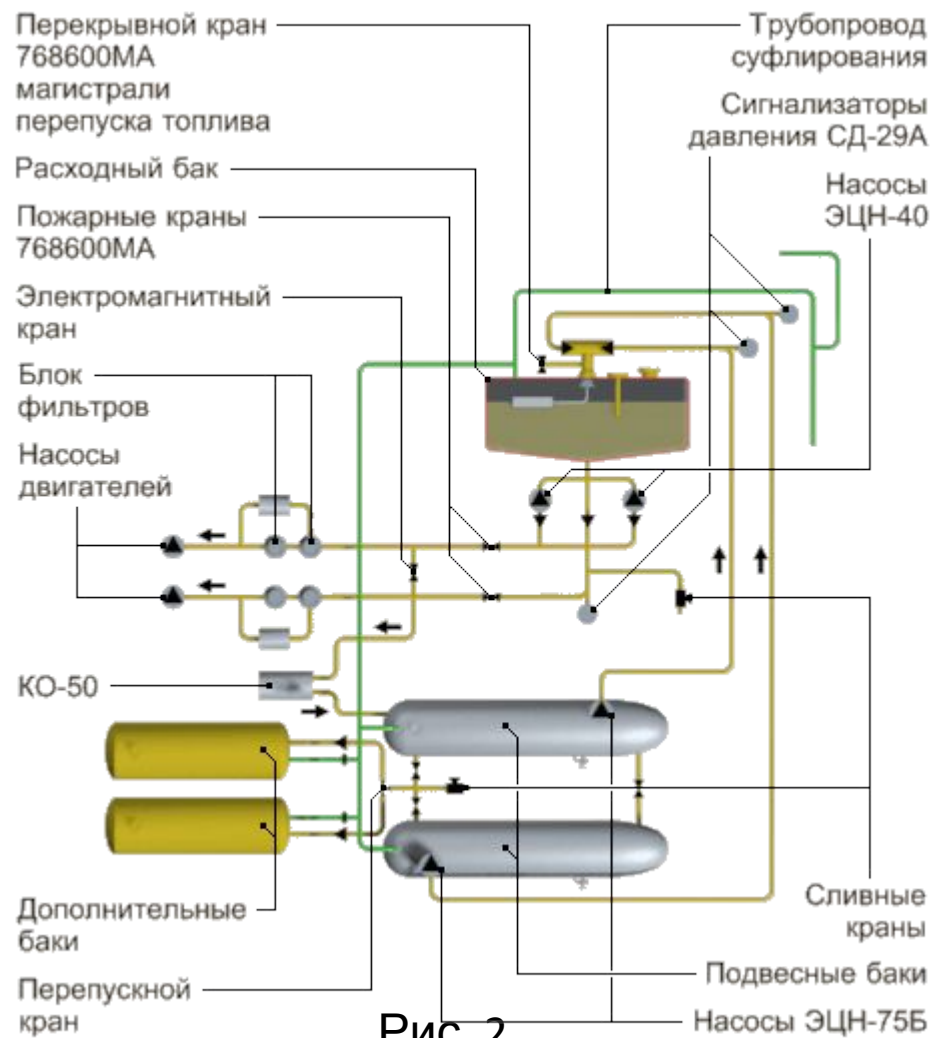 Перекрывной кран
768600МА
магистрали
перепуска топлива
Расходный бак
Пожарные краны
768600МА
Электромагнитный
кран
Блок
фильтров
Насосы
двигателей
КО-50
Дополнительные
баки
Перепускной
кран
Трубопровод
суфлирования
Сигнализаторы
давления СД-29А
Насосы
ЭЦН-40
Сливные
краны
Подвесные баки
Насосы ЭЦН-75Б
Рис. 2